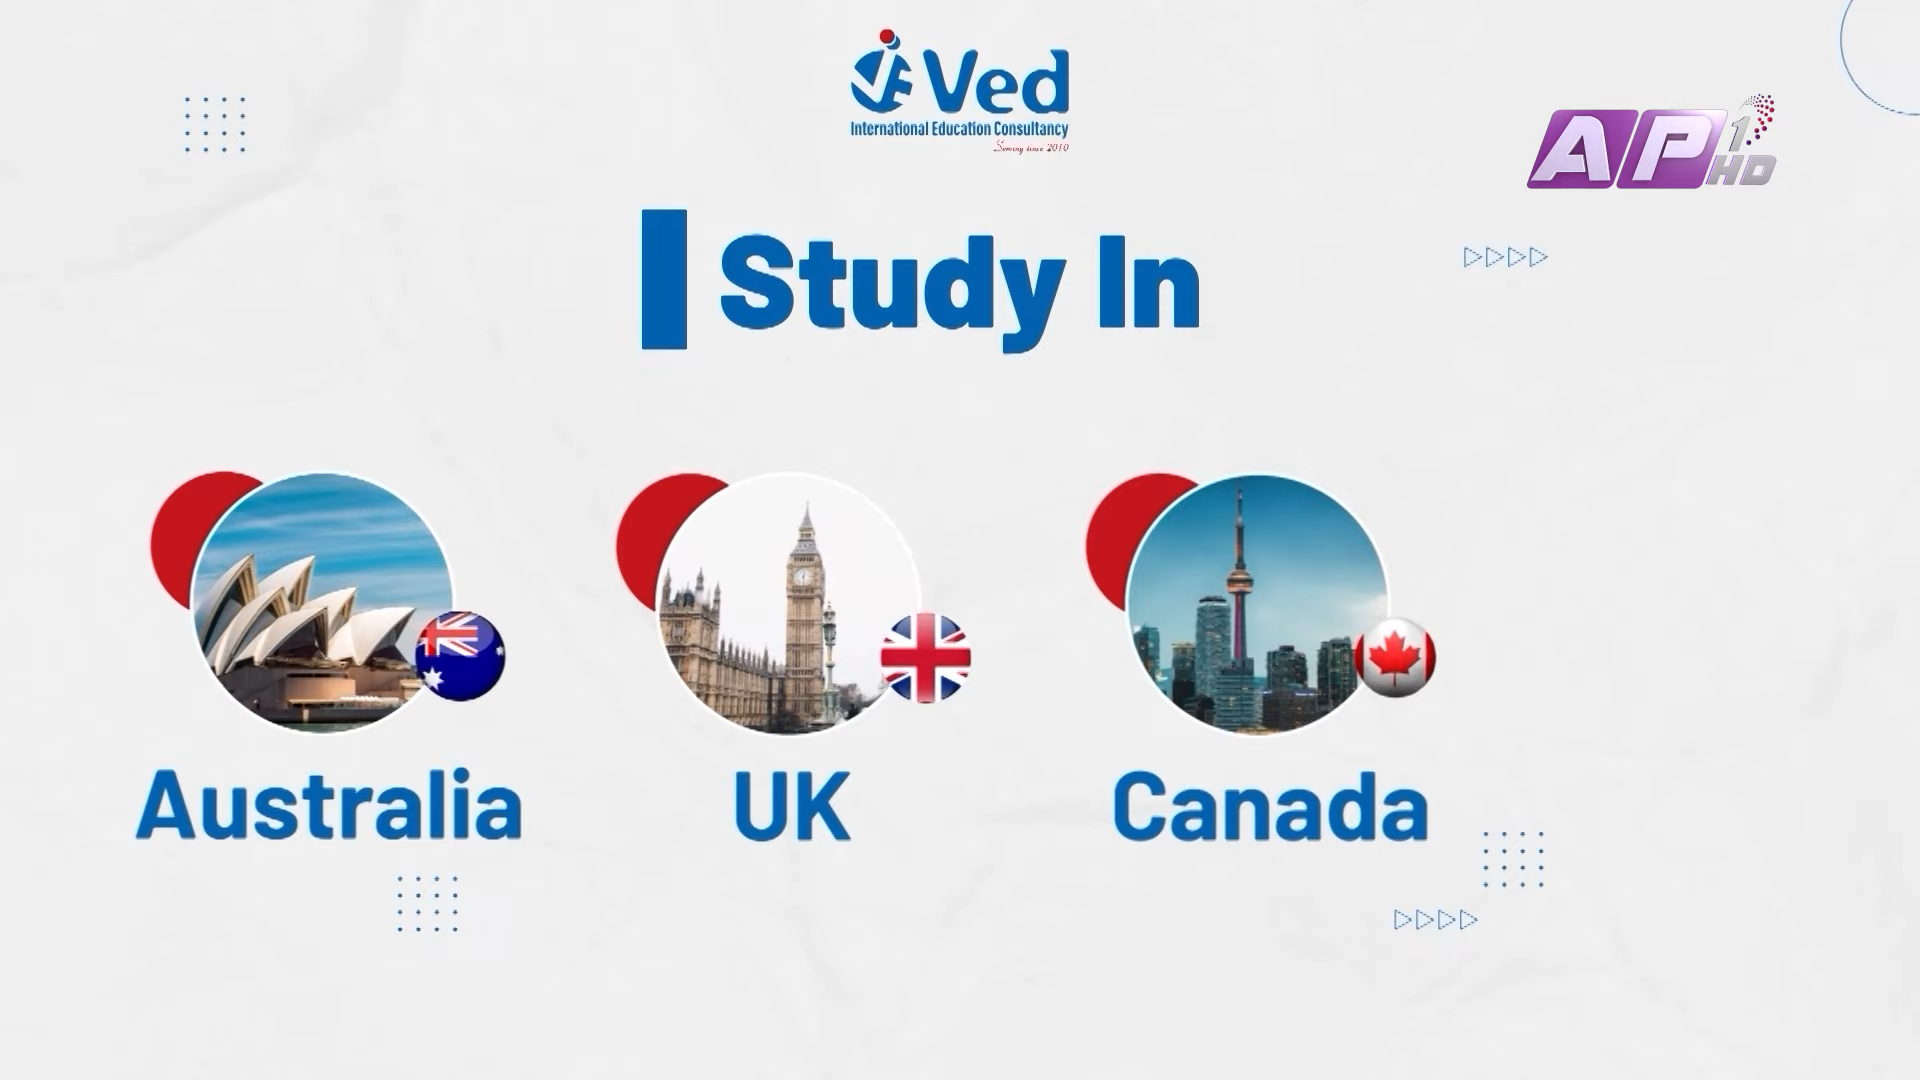 Ved
International Education Consultancy
Serving since 2010
AP1 HD
Study In
Australia
UK
Canada